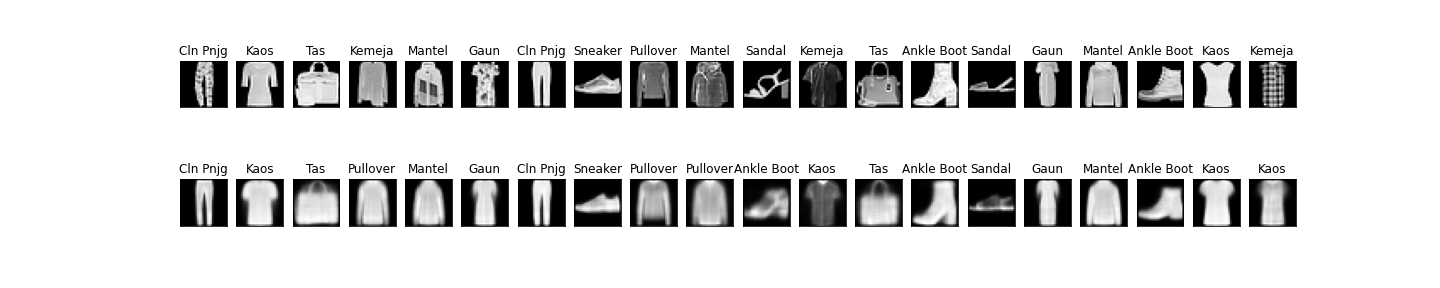 Cln Pnjg Kaos Tas Kemeja Mantel Gaun Cln Pnjg Sneaker Pullover Mantel Sandal Kemeja Tas Ankle Boot Sandal Gaun Mantel Ankle Boot Kaos Kemeja
Cln Pnjg Kaos Tas Pullover Mantel Gaun Cln Pnjg Sneaker Pullover Pullover Ankle Boot Kaos Tas Ankle Boot Sandal Gaun Mantel Ankle Boot Kaos Kaos